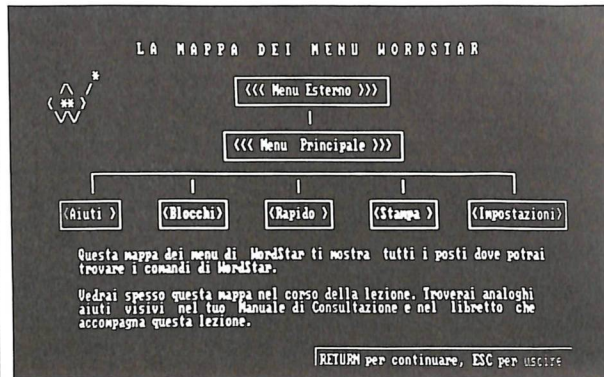 LA MAPPA DEI MENU WORDSTAR
<<< Menu Esterno >>>
<<< Menu Principale >>>
<Aiuti > <Blocchi> <Rapido > <Stampa > <Impostazioni>
Questa mappa dei menu di WordStar ti mostra tutti i posti dove potrai
trovare i comandi di WordStar.
Vedrai spesso questa mappa nel corso della lezione. Troverai analoghi
aiuti visivi nel tuo Manuale di Consultazione e nel libretto che
accompagna questa lezione.
RETURN per continuare, ESC per uscire